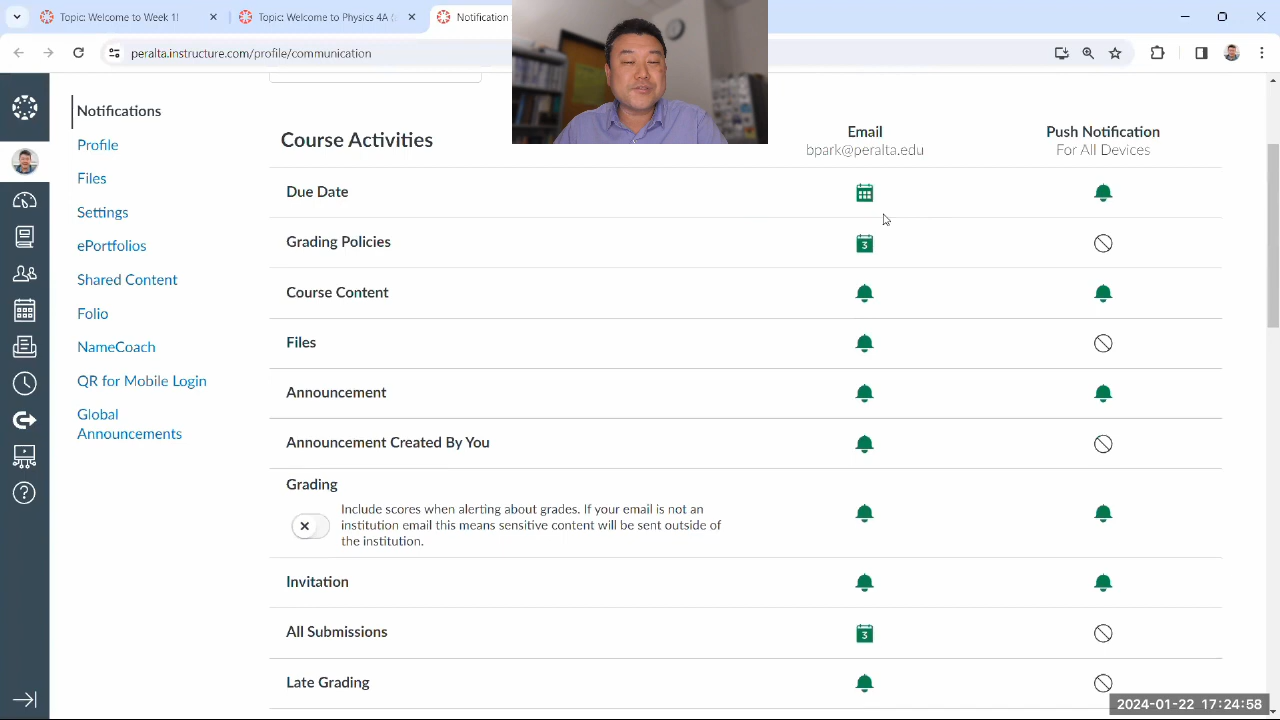 Topic: Welcome to Week 1!
Topic: Welcome to Physics 4A S
Notification
peralta.instructure.com/profile/communication
Notifications
Profile
Files
Settings
ePortfolios
Shared Content
Folio
NameCoach
QR for Mobile Login
Global
Announcements
Course Activities
Email
bpark@peralta.edu
Push Notification
For All Devices
Due Date
Grading Policies
3
Course Content
Files
Announcement
Announcement Created By You
Grading
Include scores when alerting about grades. If your email is not an
institution email this means sensitive content will be sent outside of
the institution.
Invitation
All Submissions
3
Late Grading
2024-01-22 17:24:58